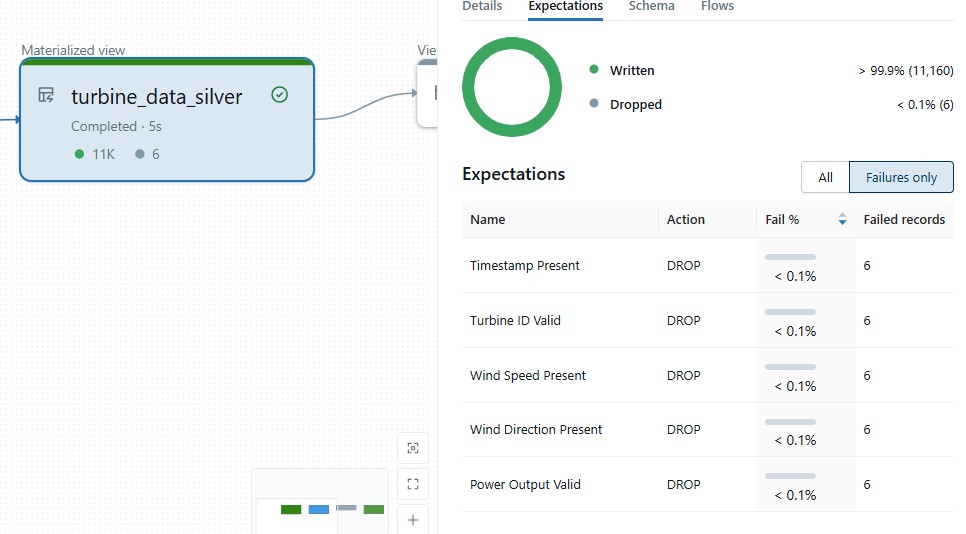 Materialized view
turbine_data_silver
Completed · 5s
11K 6
Vie
Details Expectations Schema Flows
Written > 99.9% (11,160)
Dropped < 0.1% (6)
Expectations
All Failures only
Name Action Fail % Failed records
Timestamp Present DROP < 0.1% 6
Turbine ID Valid DROP < 0.1% 6
Wind Speed Present DROP < 0.1% 6
Wind Direction Present DROP < 0.1% 6
Power Output Valid DROP < 0.1% 6